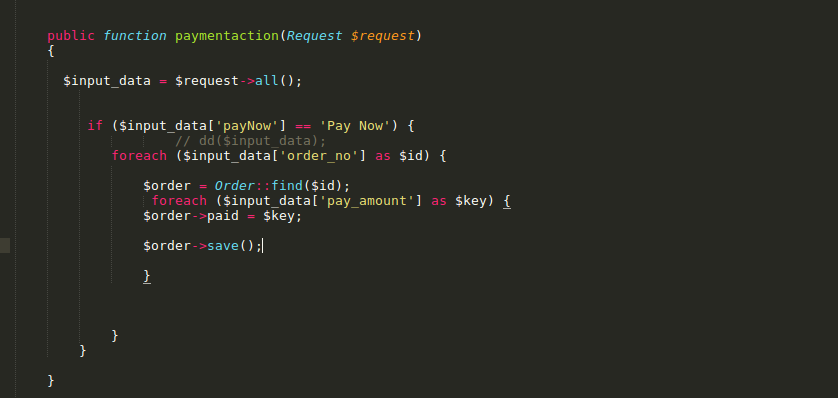 public function paymentaction(Request $request)
{
$input_data = $request->all();
if ($input_data['payNow'] == 'Pay Now') {
// dd($input_data);
foreach ($input_data['order_no'] as $id) {
$order = Order::find($id);
foreach ($input_data['pay_amount'] as $key) {
$order->paid = $key;
$order->save();
}
}
}
}